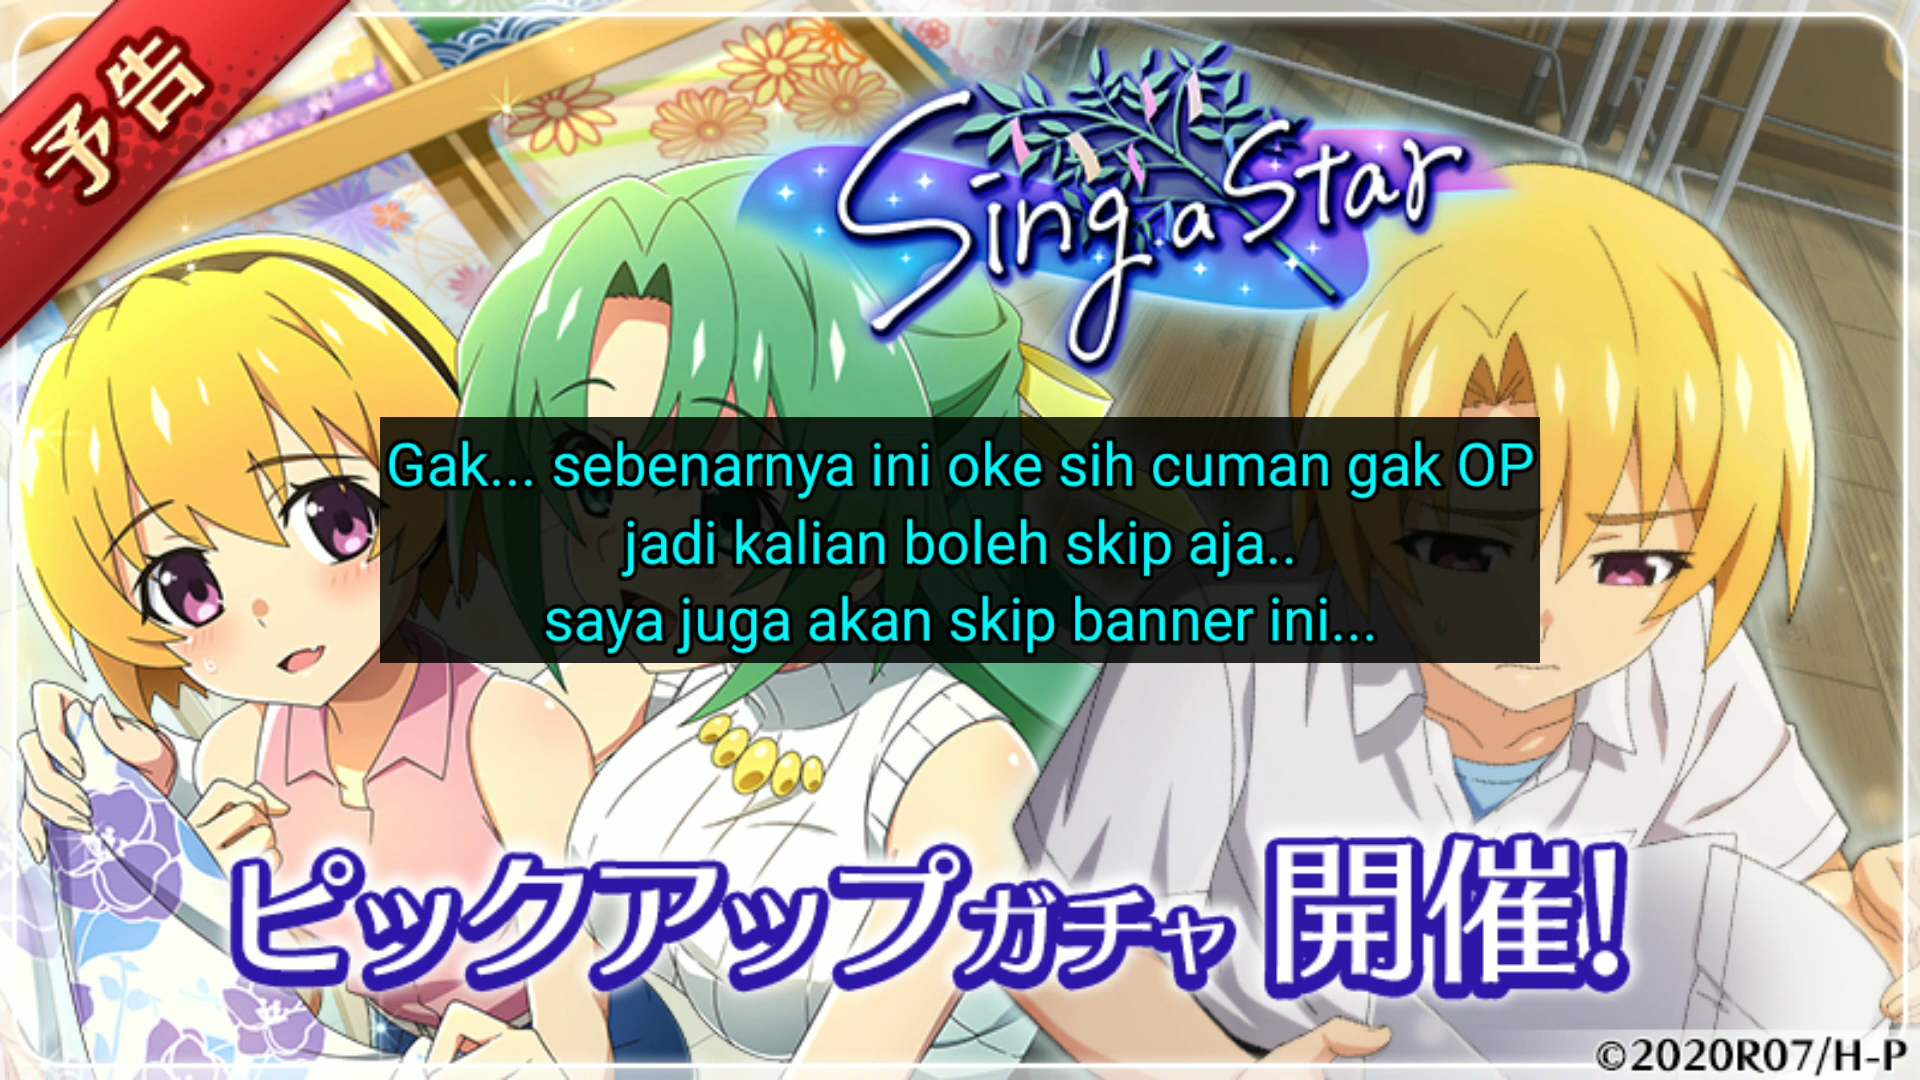 予告
Sing a Star
Gak... sebenarnya ini oke sih cuman gak OP
jadi kalian boleh skip aja..
saya juga akan skip banner ini...
ピックアップガチャ 開催!
©2020R07/H-P